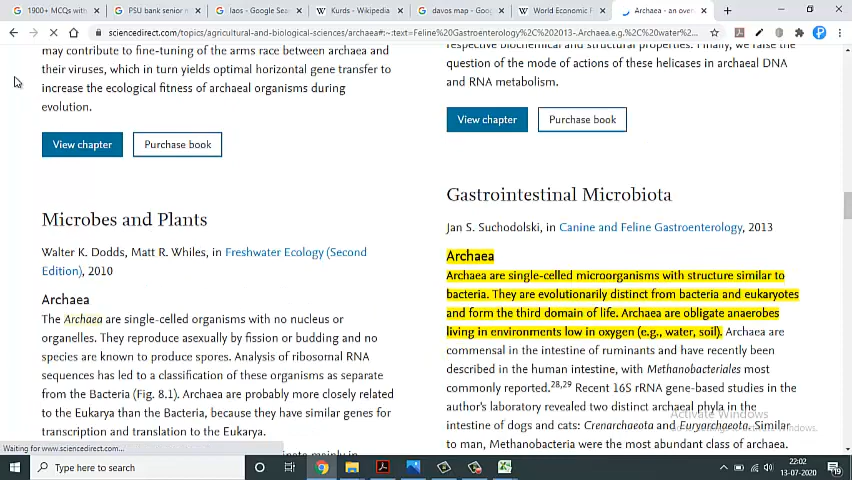 1900+ MCQs with
PSU bank senior
laos - Google Sea
Kurds - Wikipedia
davos map - Goog
World Economic F
Archaea - an over
sciencedirect.com/topics/agricultural-and-biological-sciences/archaea#:~:text=Feline%20Gastroenterology%2C%202013-,Archaea.e.g.%2C%20water%2...
may contribute to fine-tuning of the arms race between archaea and
their viruses, which in turn yields optimal horizontal gene transfer to
increase the ecological fitness of archaeal organisms during
evolution.
View chapter
Purchase book
Microbes and Plants
Walter K. Dodds, Matt R. Whiles, in Freshwater Ecology (Second
Edition), 2010
Archaea
The Archaea are single-celled organisms with no nucleus or
organelles. They reproduce asexually by fission or budding and no
species are known to produce spores. Analysis of ribosomal RNA
sequences has led to a classification of these organisms as separate
from the Bacteria (Fig. 8.1). Archaea are probably more closely related
to the Eukarya than the Bacteria, because they have similar genes for
transcription and translation to the Eukarya.
respective biochemical and structural properties. Finally, we raise the
question of the mode of actions of these helicases in archaeal DNA
and RNA metabolism.
View chapter
Purchase book
Gastrointestinal Microbiota
Jan S. Suchodolski, in Canine and Feline Gastroenterology, 2013
Archaea
Archaea are single-celled microorganisms with structure similar to
bacteria. They are evolutionarily distinct from bacteria and eukaryotes
and form the third domain of life. Archaea are obligate anaerobes
living in environments low in oxygen (e.g., water, soil). Archaea are
commensal in the intestine of ruminants and have recently been
described in the human intestine, with Methanobacteriales most
commonly reported.28,29 Recent 16S rRNA gene-based studies in the
author's laboratory revealed two distinct archaeal phyla in the
intestine of dogs and cats: Crenarchaeota and Euryarchaeota. Similar
to man, Methanobacteria were the most abundant class of archaea.
Activate Windows
Waiting for www.sciencedirect.com...
Type here to search
22:02
13-07-2020